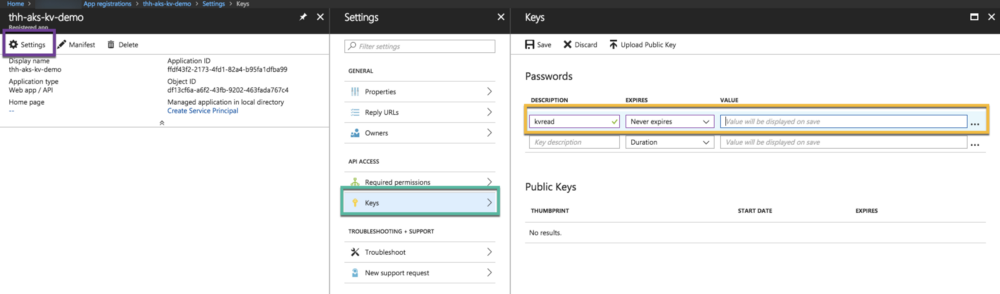 Home > App registrations > thh-aks-kv-demo > Settings > Keys
thh-aks-kv-demo
Registered app
Settings Manifest Delete
Display name Application ID
thh-aks-kv-demo ffdf43f2-2173-4fd1-82a4-b95fa1dfba99
Application type Object ID
Web app / API df13cf6a-a6f2-43fb-9202-463fada767c4
Home page Managed application in local directory
-- Create Service Principal
Settings
Filter settings
GENERAL
Properties
Reply URLs
Owners
API ACCESS
Required permissions
Keys
TROUBLESHOOTING + SUPPORT
Troubleshoot
New support request
Keys
Save Discard Upload Public Key
Passwords
DESCRIPTION EXPIRES VALUE
kvread Never expires Value will be displayed on save ...
Key description Duration Value will be displayed on save ...
Public Keys
THUMBPRINT START DATE EXPIRES
No results.